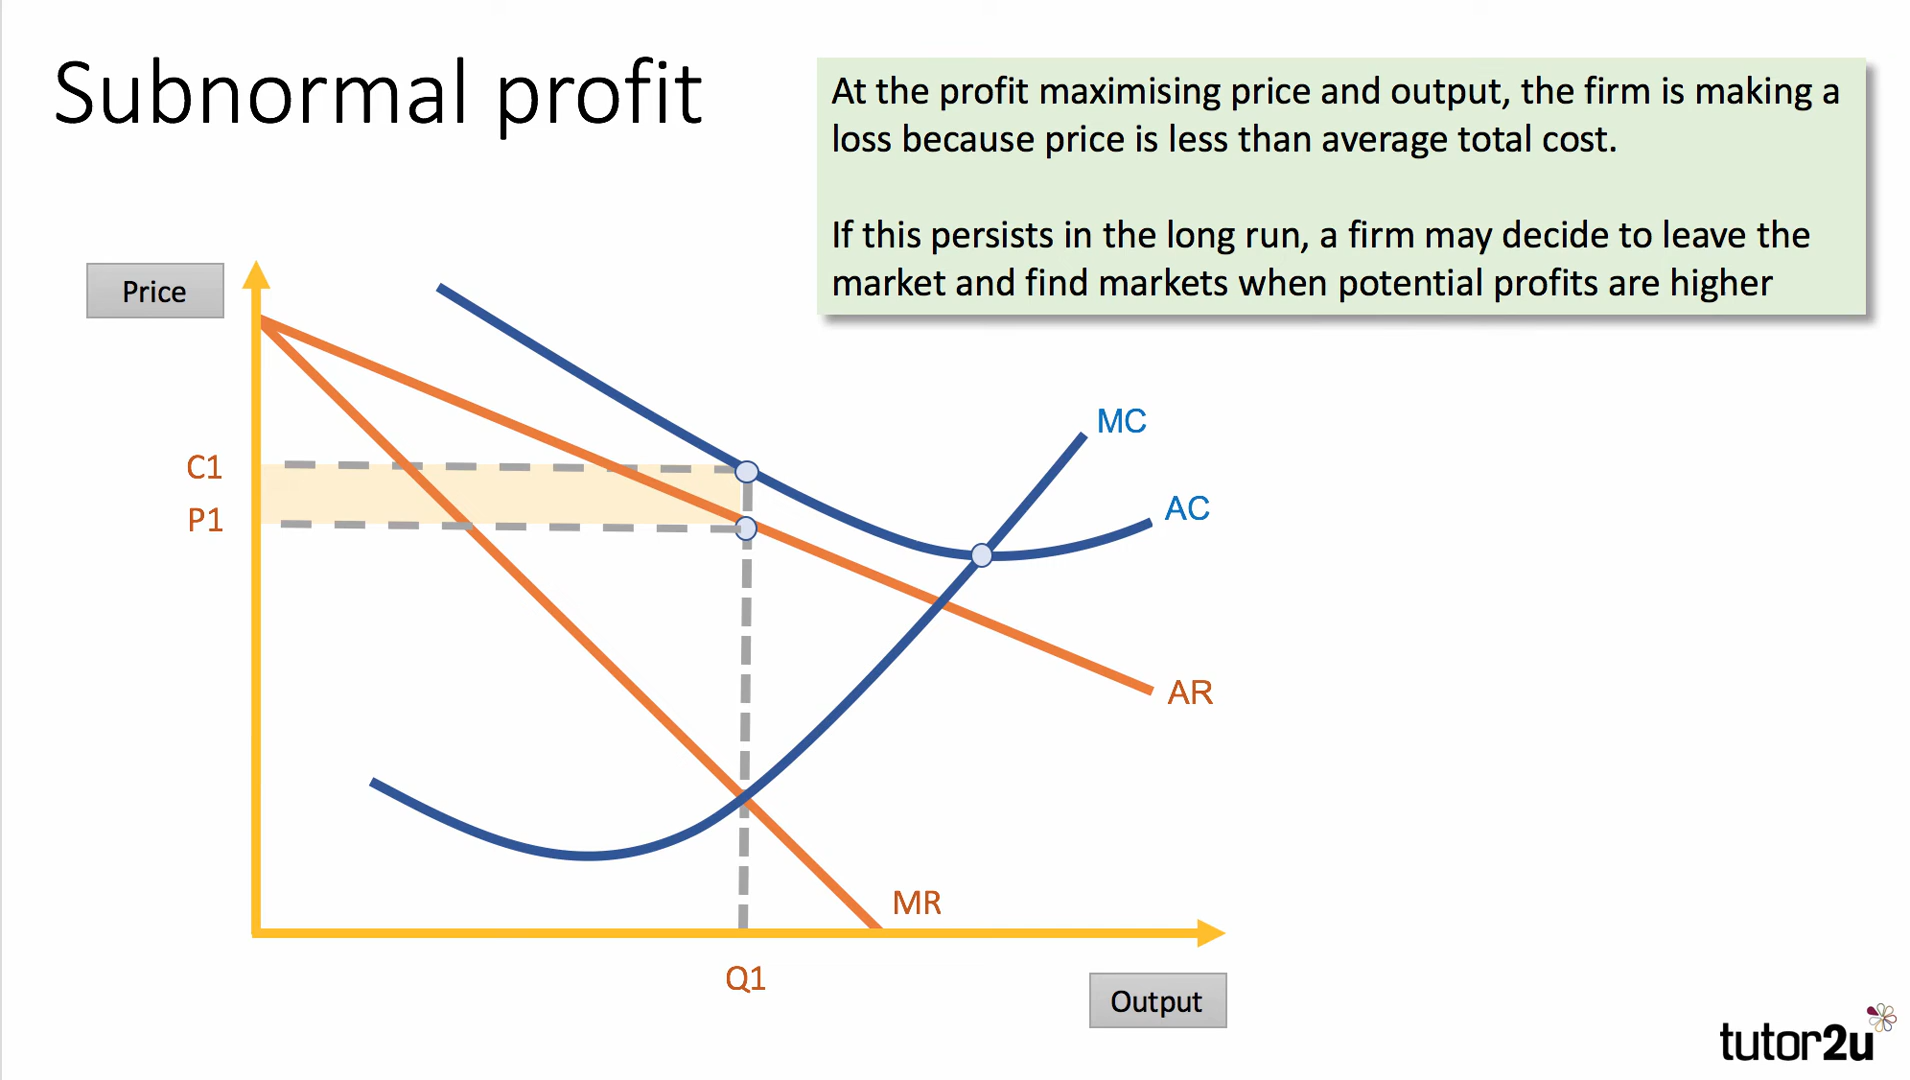 Subnormal profit
At the profit maximising price and output, the firm is making a
loss because price is less than average total cost.
If this persists in the long run, a firm may decide to leave the
market and find markets when potential profits are higher
Price
MC
C1
AC
P1
AR
MR
Q1
Output
tutor2u